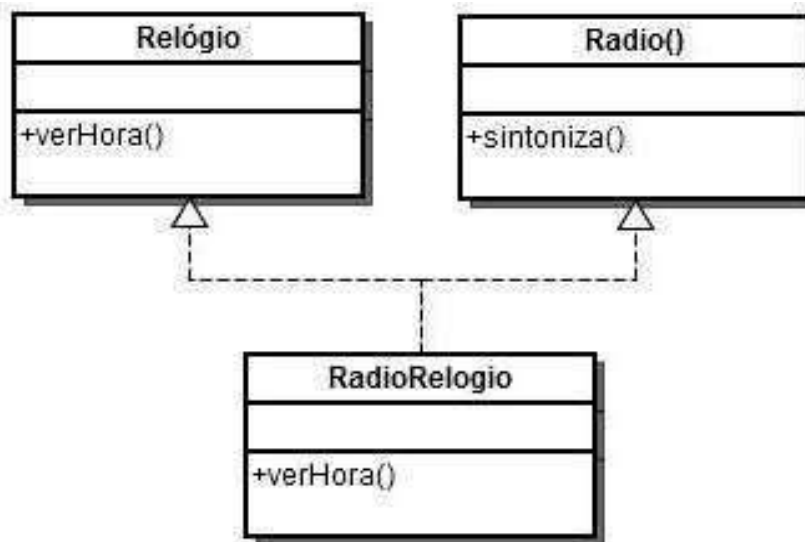 Relógio
+verHora()
Radio()
+sintoniza()
RadioRelogio
+verHora()